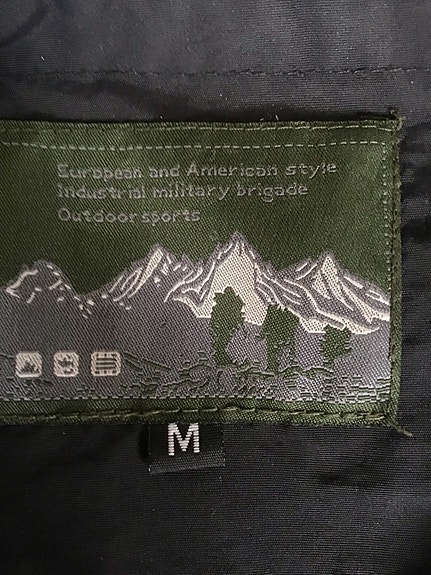 European and American style
Industrial military brigade
Outdoor sports
M